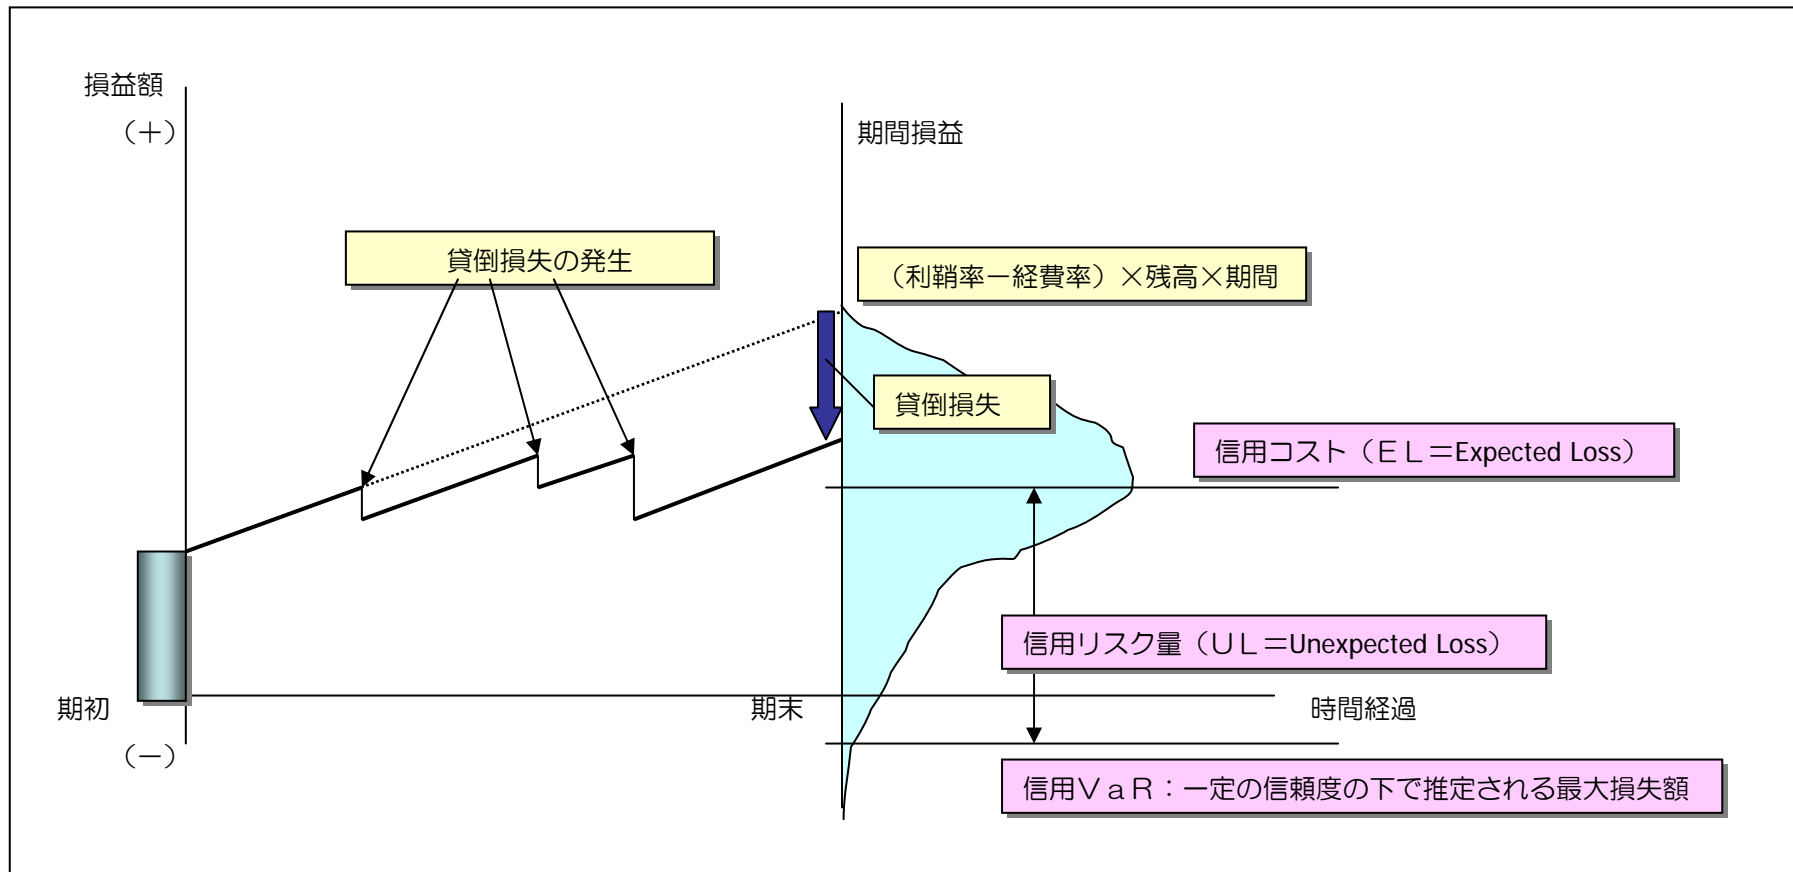 損益額
（＋）
期間損益
貸倒損失の発生
（利鞘率－経費率）×残高×期間
貸倒損失
信用コスト（ＥＬ＝Expected Loss）
信用リスク量（ＵＬ＝Unexpected Loss）
期初
期末
時間経過
（－）
信用ＶａＲ：一定の信頼度の下で推定される最大損失額